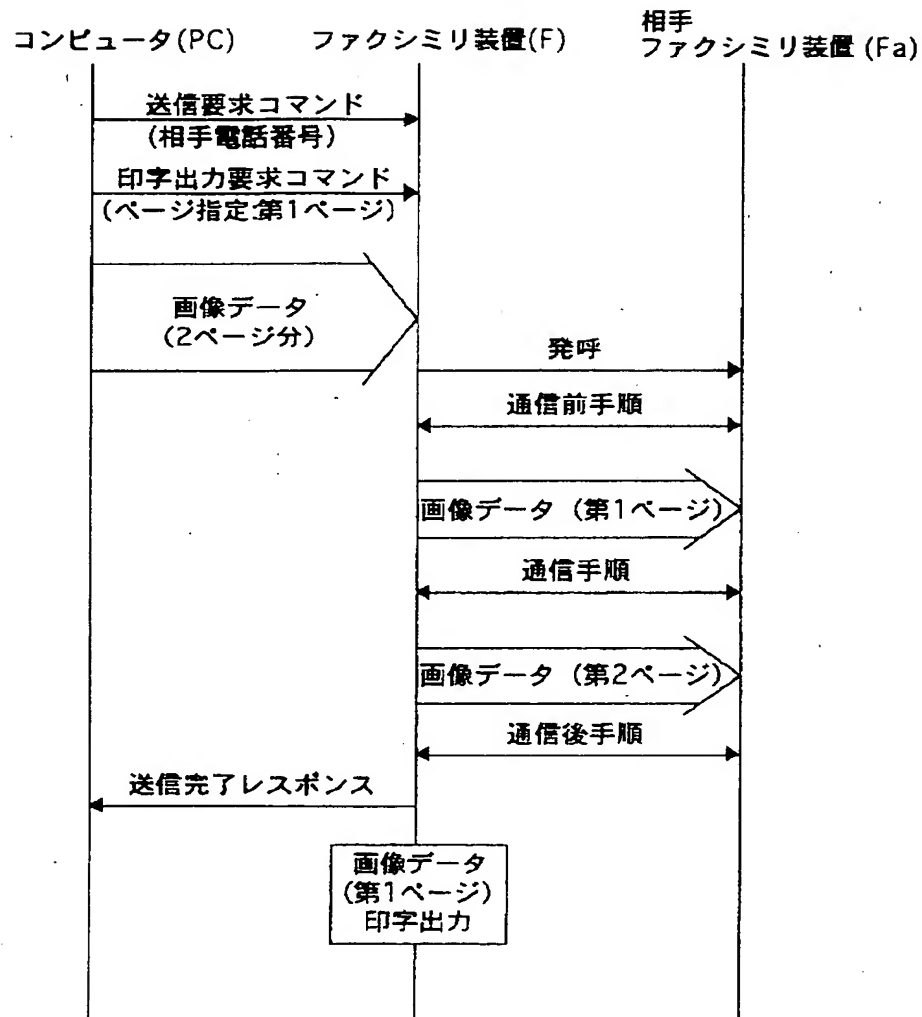 コンピュータ(PC)
ファクシミリ装置(F)
相手
ファクシミリ装置(Fa)
送信要求コマンド
(相手電話番号)
印字出力要求コマンド
(ページ指定:第1ページ)
画像データ
(2ページ分)
発呼
通信前手順
画像データ(第1ページ)
通信手順
画像データ(第2ページ)
通信後手順
送信完了レスポンス
画像データ
(第1ページ)
印字出力